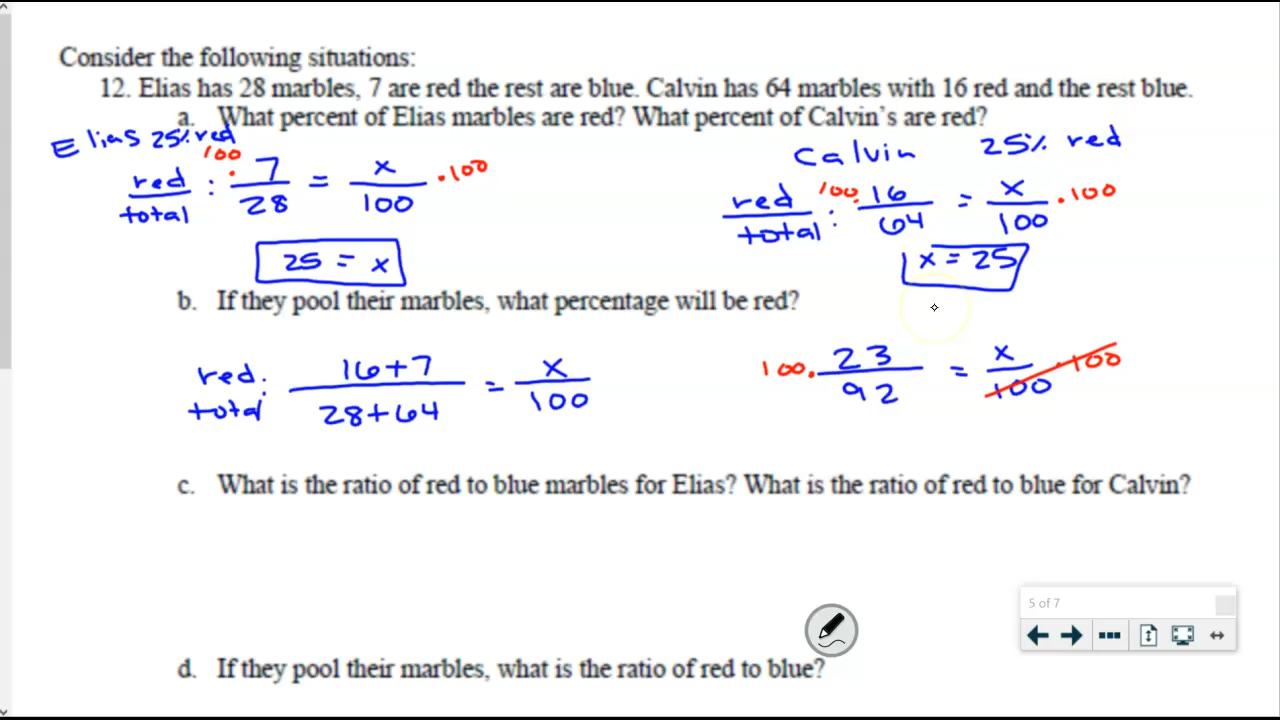 Consider the following situations:
12. Elias has 28 marbles, 7 are red the rest are blue. Calvin has 64 marbles with 16 red and the rest blue.
a. What percent of Elias marbles are red? What percent of Calvin's are red?
Elias 25% red
100 · 7/28 = x/100 · 100
red/total :
25 = x
Calvin 25% red
red/total : 100 · 16/64 = x/100 · 100
x = 25
b. If they pool their marbles, what percentage will be red?
red: 16+7 = x
total 28+64 100
100 · 23/92 = x/100 · 100
c. What is the ratio of red to blue marbles for Elias? What is the ratio of red to blue for Calvin?
5 of 7
d. If they pool their marbles, what is the ratio of red to blue?